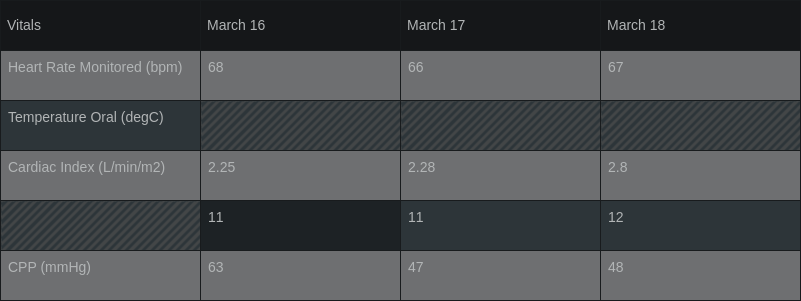 Vitals March 16 March 17 March 18
Heart Rate Monitored (bpm) 68 66 67
Temperature Oral (degC)
Cardiac Index (L/min/m2) 2.25 2.28 2.8
11 11 12
CPP (mmHg) 63 47 48